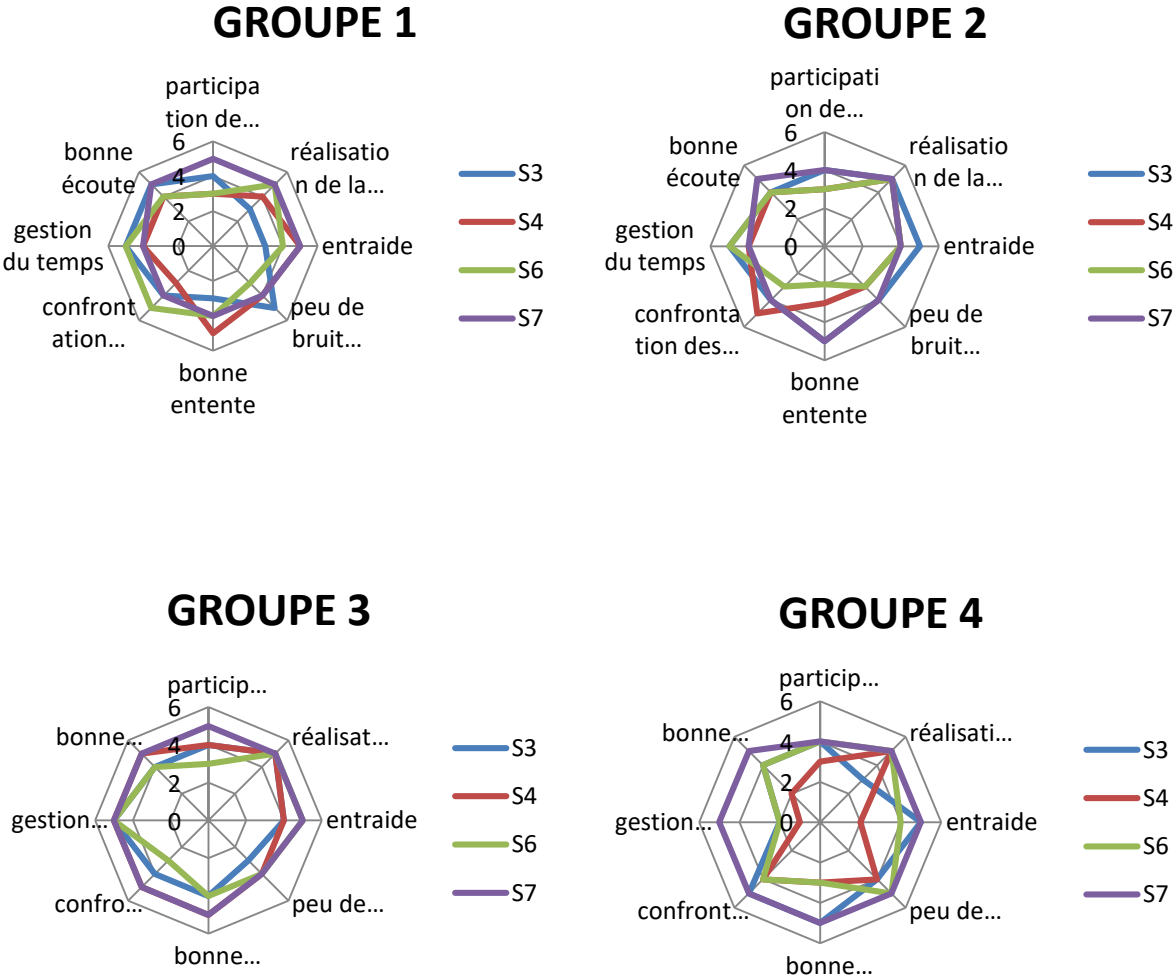 GROUPE 1
participa
tion de...
réalisatio
n de la...
entraide
peu de
bruit...
bonne
entente
confront
ation...
gestion
du temps
bonne
écoute
6
4
2
0
S3
S4
S6
S7
GROUPE 2
participati
on de...
réalisatio
n de la...
entraide
peu de
bruit...
bonne
entente
confronta
tion des...
gestion
du temps
bonne
écoute
6
4
2
0
S3
S4
S6
S7
GROUPE 3
particip...
réalisat...
entraide
peu de...
bonne...
confro...
gestion...
bonne...
6
4
2
0
S3
S4
S6
S7
GROUPE 4
particip...
réalisati...
entraide
peu de...
bonne...
confront...
gestion...
bonne...
6
4
2
0
S3
S4
S6
S7